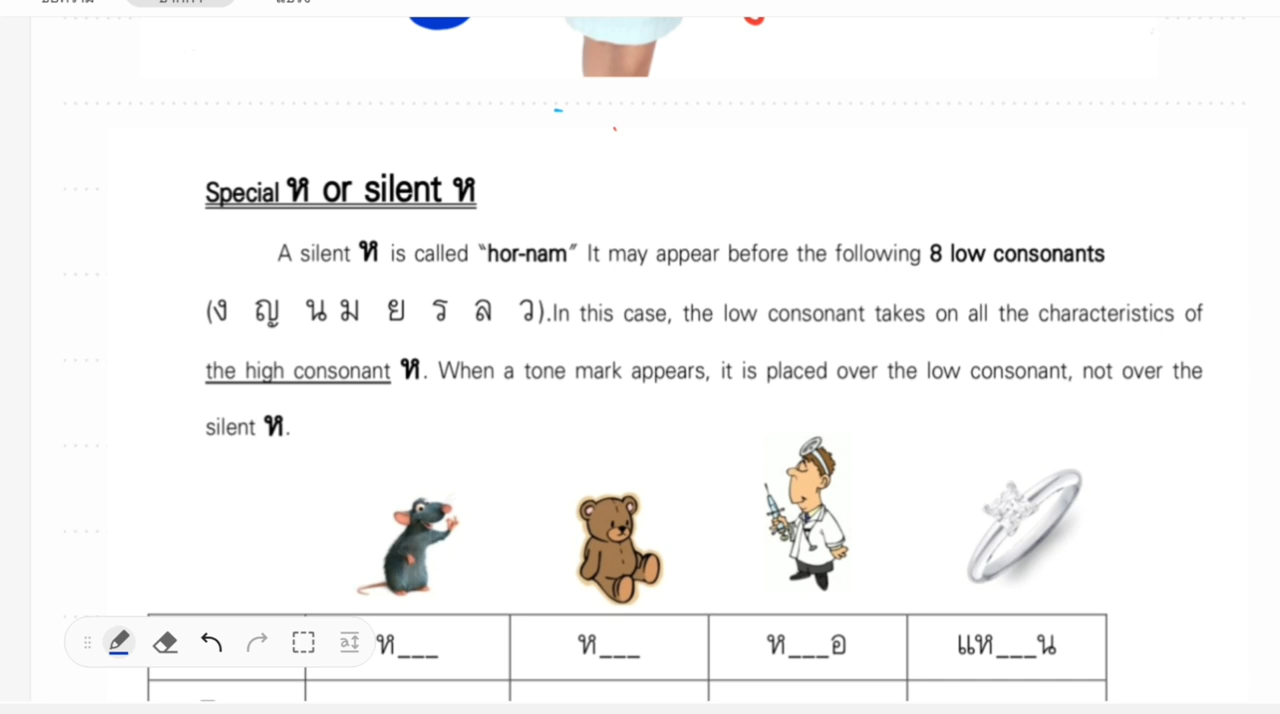 Special ห or silent ห
A silent ห is called “hor-nam” It may appear before the following 8 low consonants
(ง ญ น ม ย ร ล ว).In this case, the low consonant takes on all the characteristics of
the high consonant ห. When a tone mark appears, it is placed over the low consonant, not over the
silent ห.
ห___ ห___ ห___อ แห___น